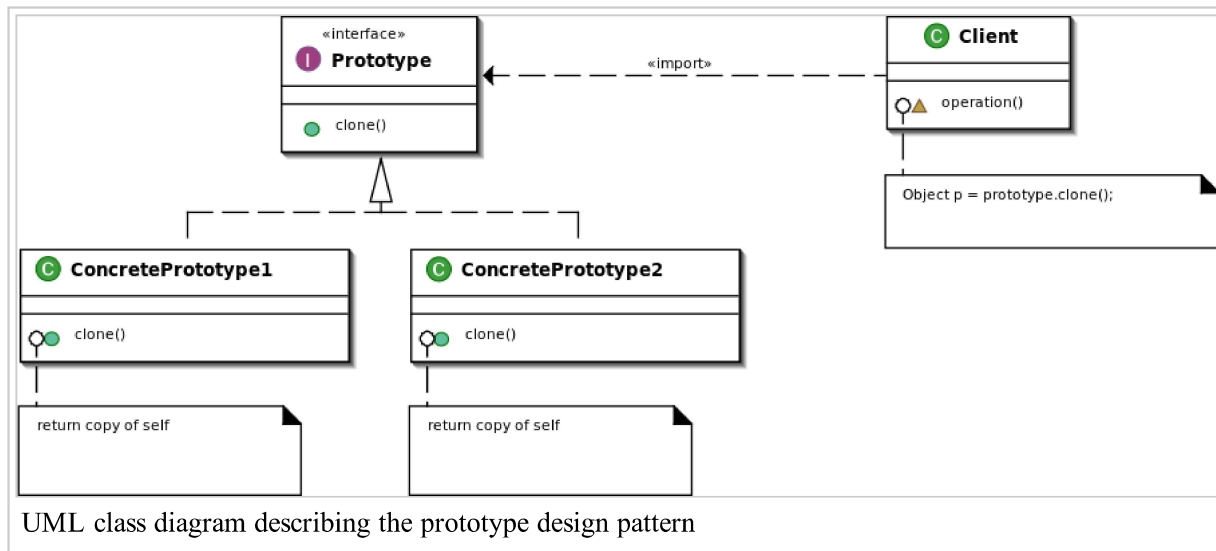 «interface»
I Prototype
clone()
«import»
C Client
operation()
Object p = prototype.clone();
C ConcretePrototype1
clone()
return copy of self
C ConcretePrototype2
clone()
return copy of self
UML class diagram describing the prototype design pattern